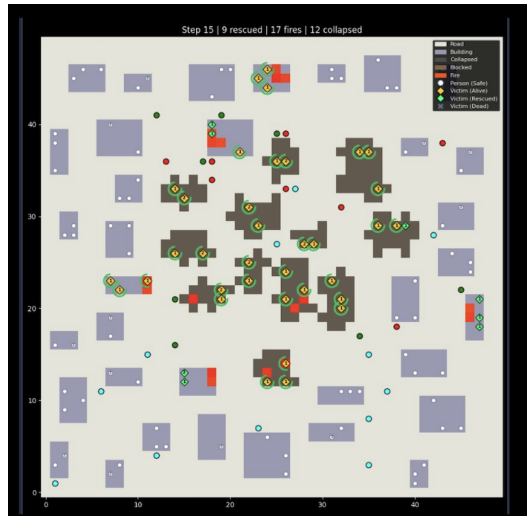 Step 15 | 9 rescued | 17 fires | 12 collapsed
Road
Building
Collapsed
Blocked
Fire
Person (Safe)
Victim (Alive)
Victim (Rescued)
Victim (Dead)
40
30
20
10
0
0
10
20
30
40